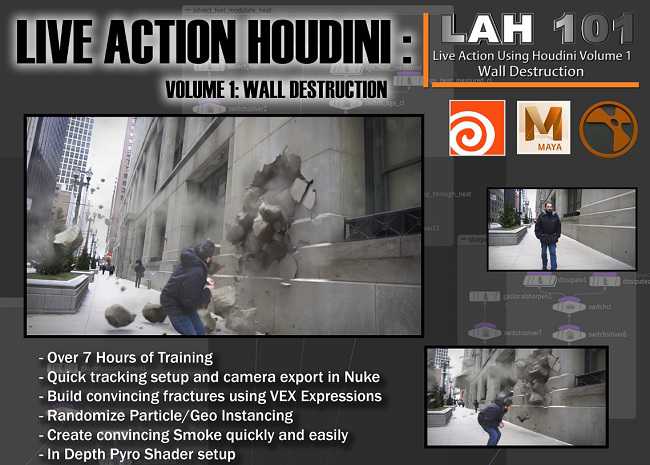 LIVE ACTION HOUDINI :
VOLUME 1: WALL DESTRUCTION
LAH 101
Live Action Using Houdini Volume 1
Wall Destruction
MAYA
- Over 7 Hours of Training
- Quick tracking setup and camera export in Nuke
- Build convincing fractures using VEX Expressions
- Randomize Particle/Geo Instancing
- Create convincing Smoke quickly and easily
- In Depth Pyro Shader setup